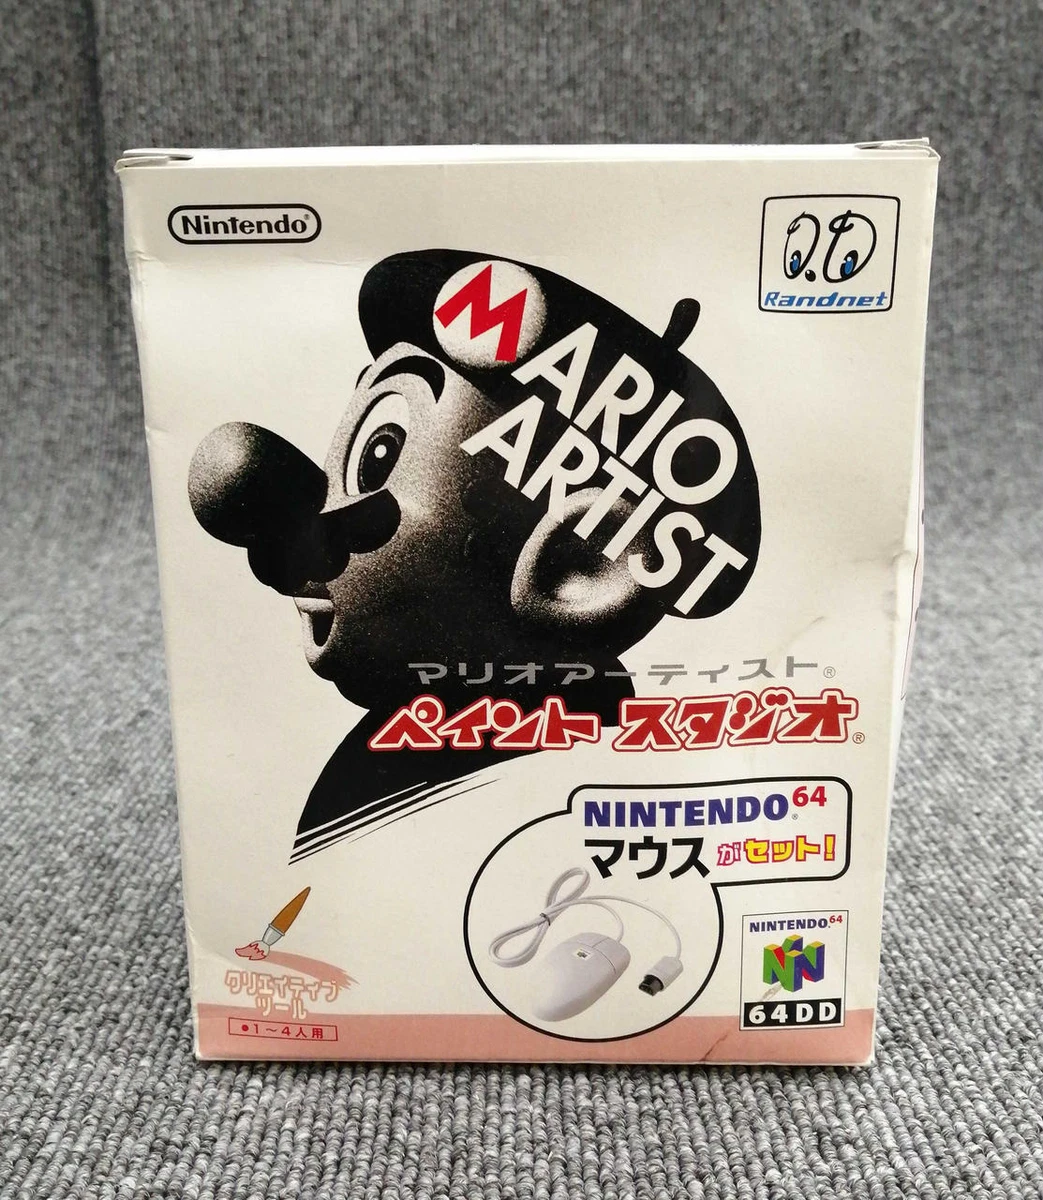 Nintendo®
Randnet
MARIO
ARTIST
マリオアーティスト®
ペイント スタジオ®
NINTENDO®64
マウスがセット!
NINTENDO64
64DD
クリエイティブ
ツール
●1~4人用